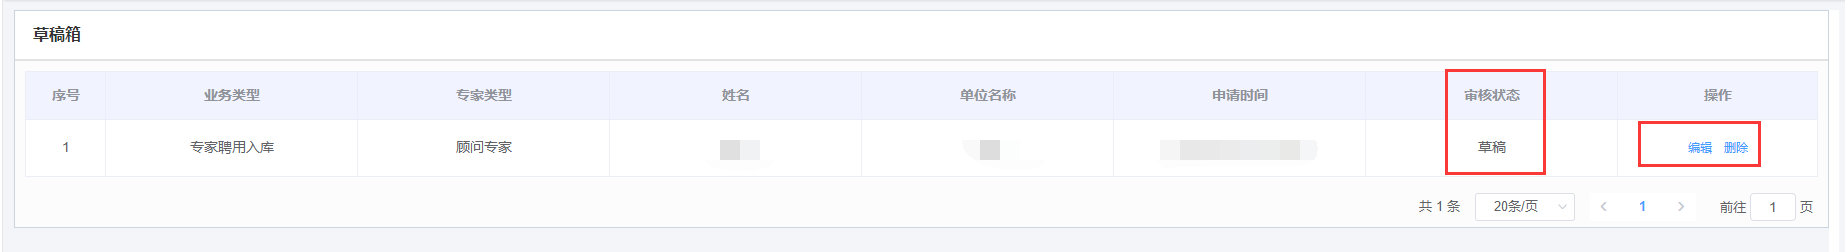 草稿箱
序号 业务类型 专家类型 姓名 单位名称 申请时间 审核状态 操作
1 专家聘用入库 顾问专家 草稿 编辑 删除
共 1 条 20条/页 1 前往 1 页